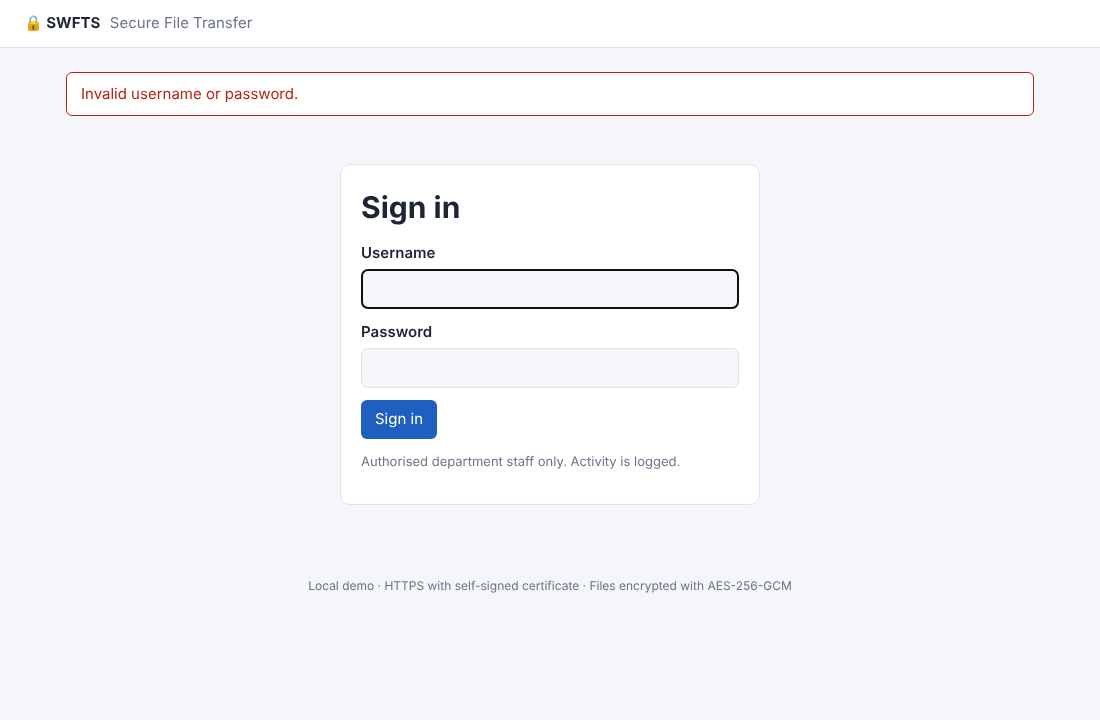 🔒 SWFTS Secure File Transfer
Invalid username or password.
Sign in
Username
Password
Sign in
Authorised department staff only. Activity is logged.
Local demo · HTTPS with self-signed certificate · Files encrypted with AES-256-GCM